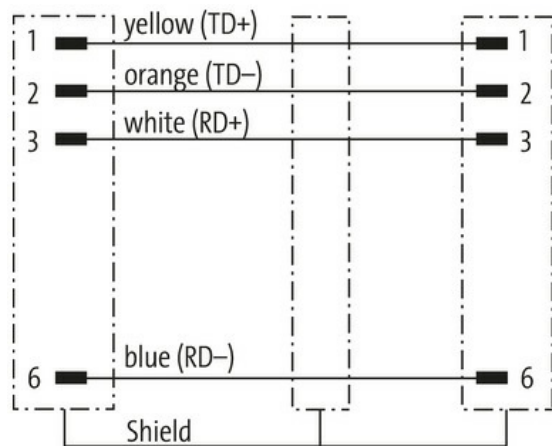 1 yellow (TD+) 1
2 orange (TD–) 2
3 white (RD+) 3
6 blue (RD–) 6
Shield